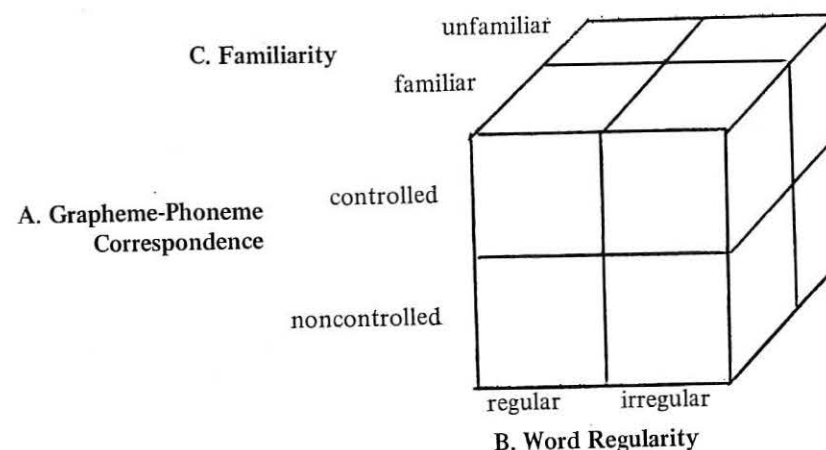 unfamiliar
C. Familiarity
familiar
controlled
A. Grapheme-Phoneme
Correspondence
noncontrolled
regular irregular
B. Word Regularity